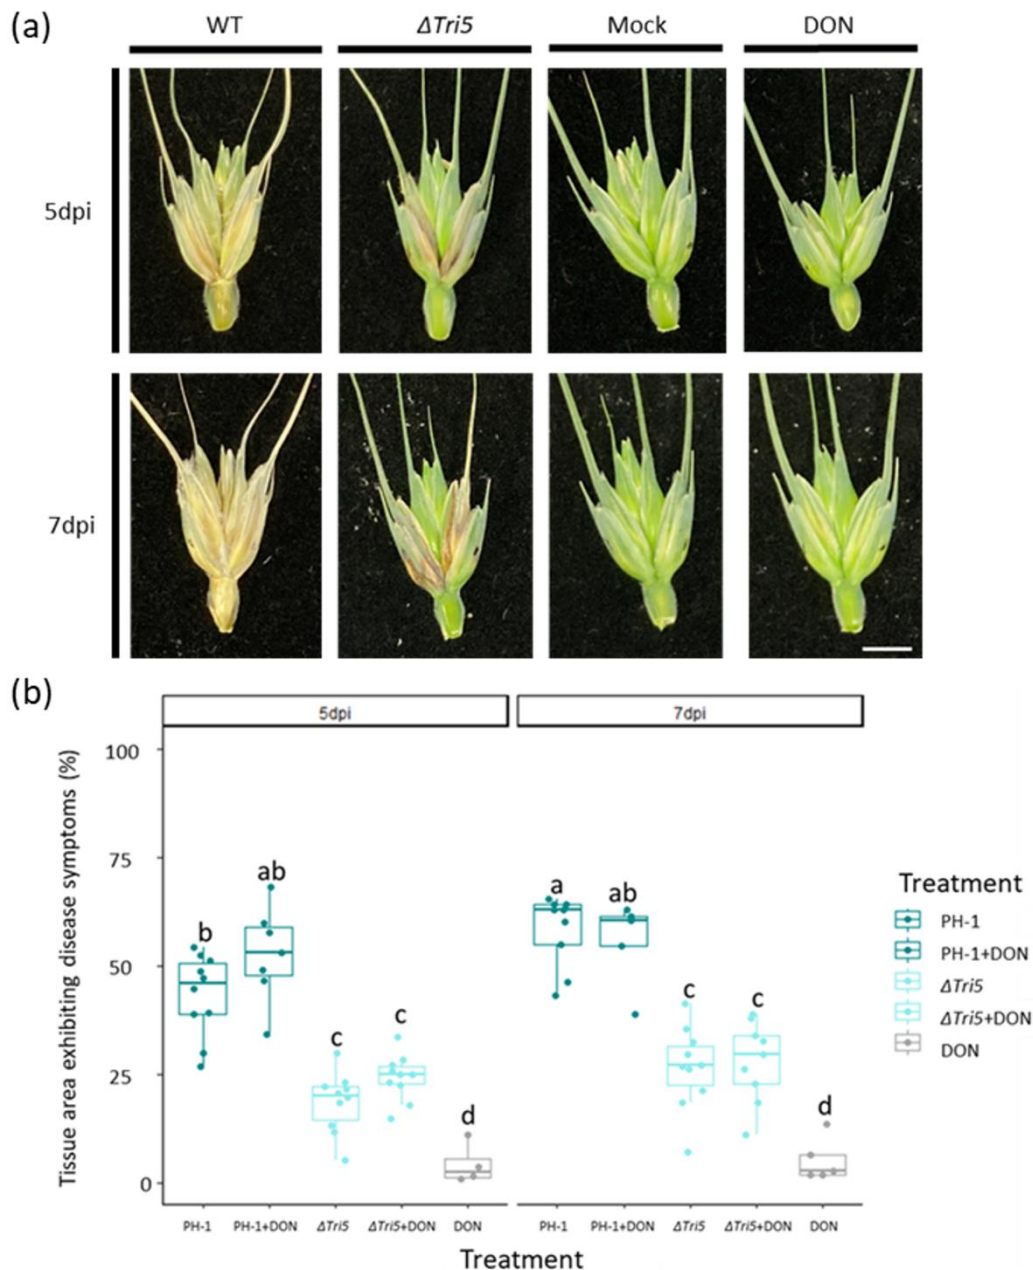 (a)
WT ΔTri5 Mock DON
5dpi
7dpi
(b)
5dpi 7dpi
Tissue area exhibiting disease symptoms (%)
100
75
50
25
0
b ab c c d
a ab c c d
PH-1 PH-1+DON ΔTri5 ΔTri5+DON DON
PH-1 PH-1+DON ΔTri5 ΔTri5+DON DON
Treatment
Treatment
PH-1
PH-1+DON
ΔTri5
ΔTri5+DON
DON